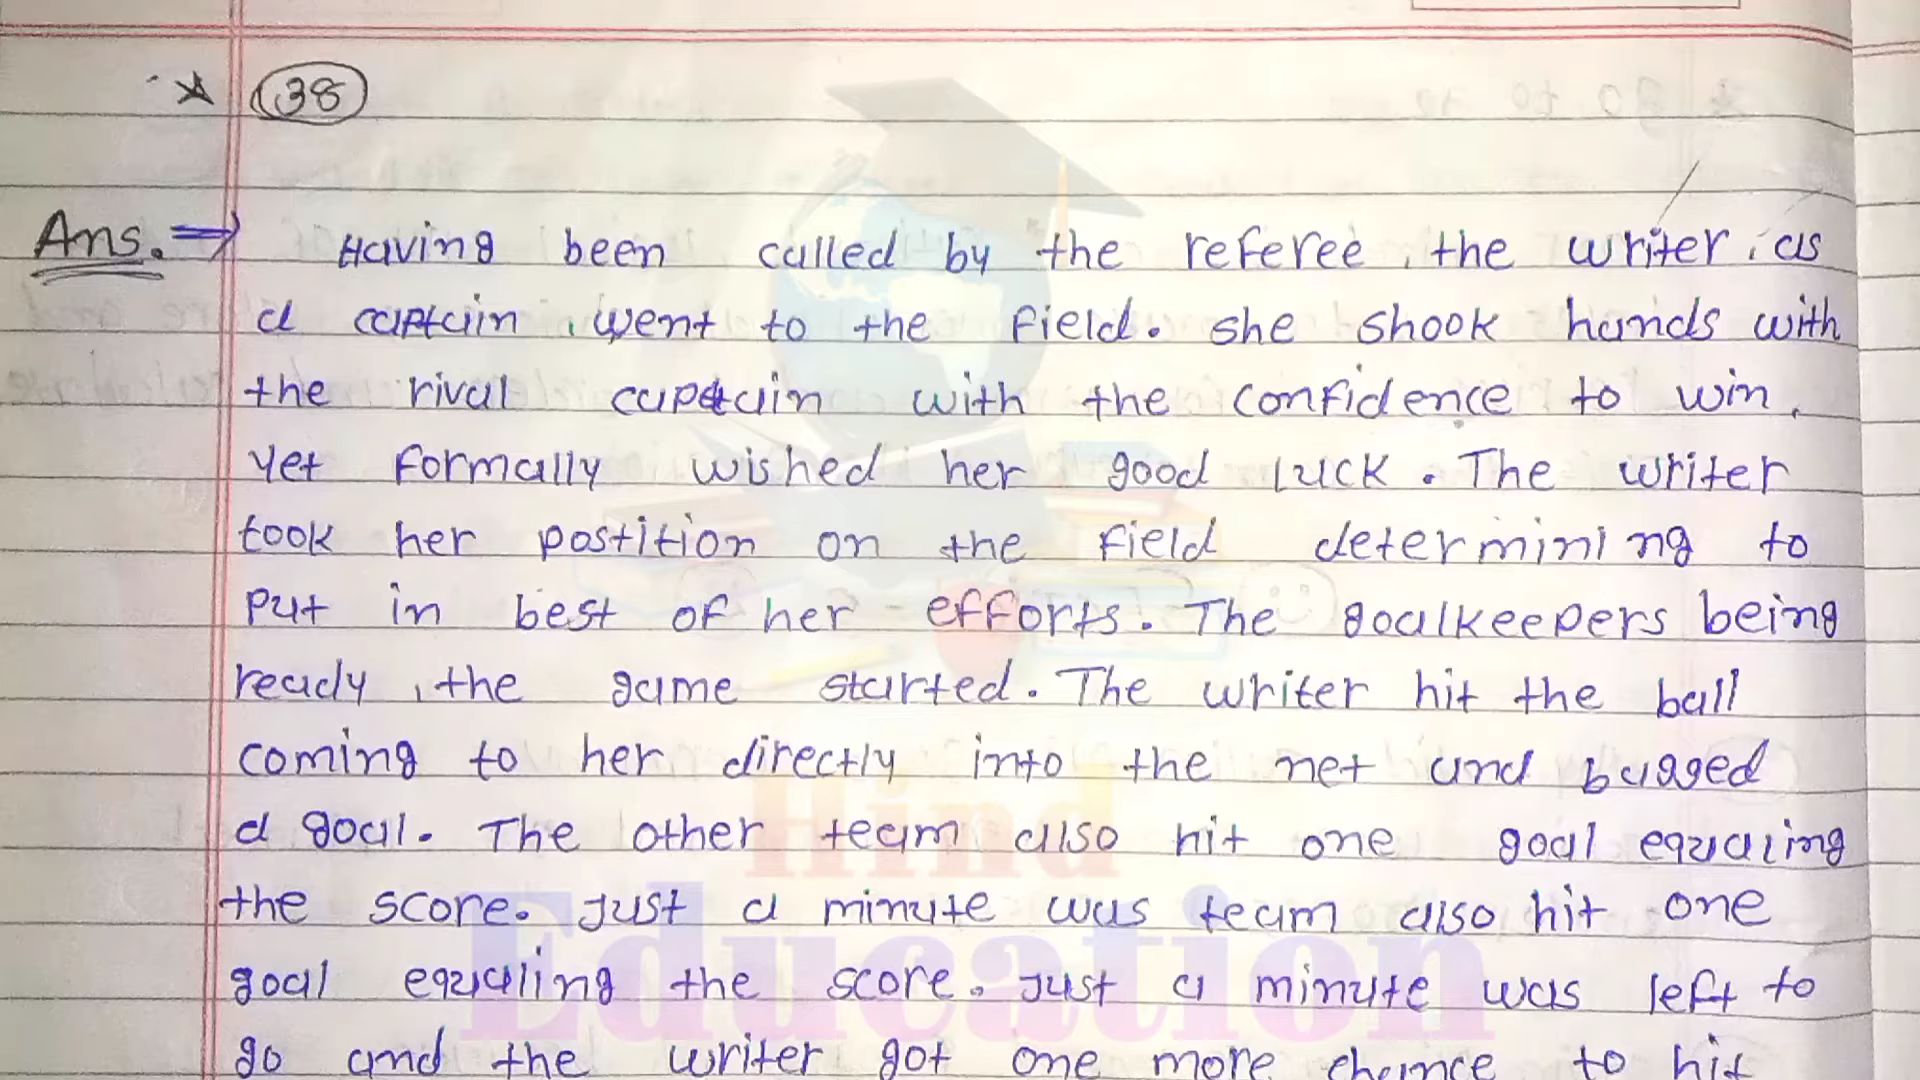 38
Ans. ⇒ Having been called by the referee, the writer, as
a captain, went to the field. she shook hands with
the rival captain with the confidence to win,
yet formally wished her good luck. The writer
took her postition on the field determining to
put in best of her efforts. The goalkeepers being
ready, the game started. The writer hit the ball
coming to her directly into the net and bagged
a goal. The other team also hit one goal equaling
the score. Just a minute was team also hit one
goal equaling the score. Just a minute was left to
go and the writer got one more chance to hit
Hind
Education